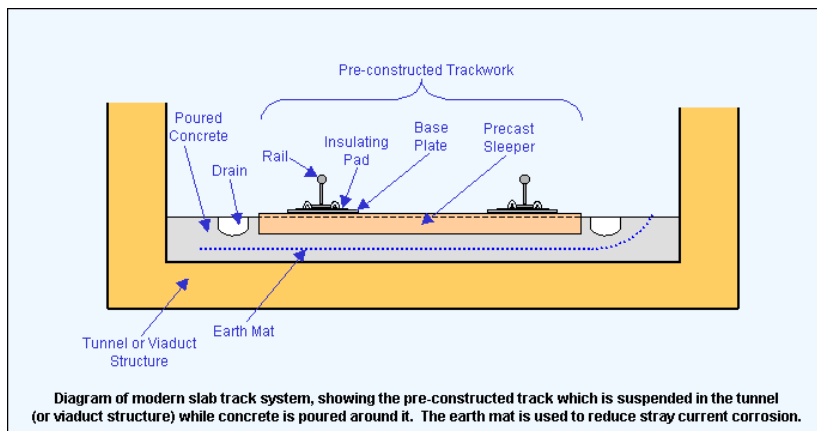 Pre-constructed Trackwork
Poured
Concrete
Drain
Rail
Insulating
Pad
Base
Plate
Precast
Sleeper
Earth Mat
Tunnel or Viaduct
Structure
Diagram of modern slab track system, showing the pre-constructed track which is suspended in the tunnel
(or viaduct structure) while concrete is poured around it. The earth mat is used to reduce stray current corrosion.